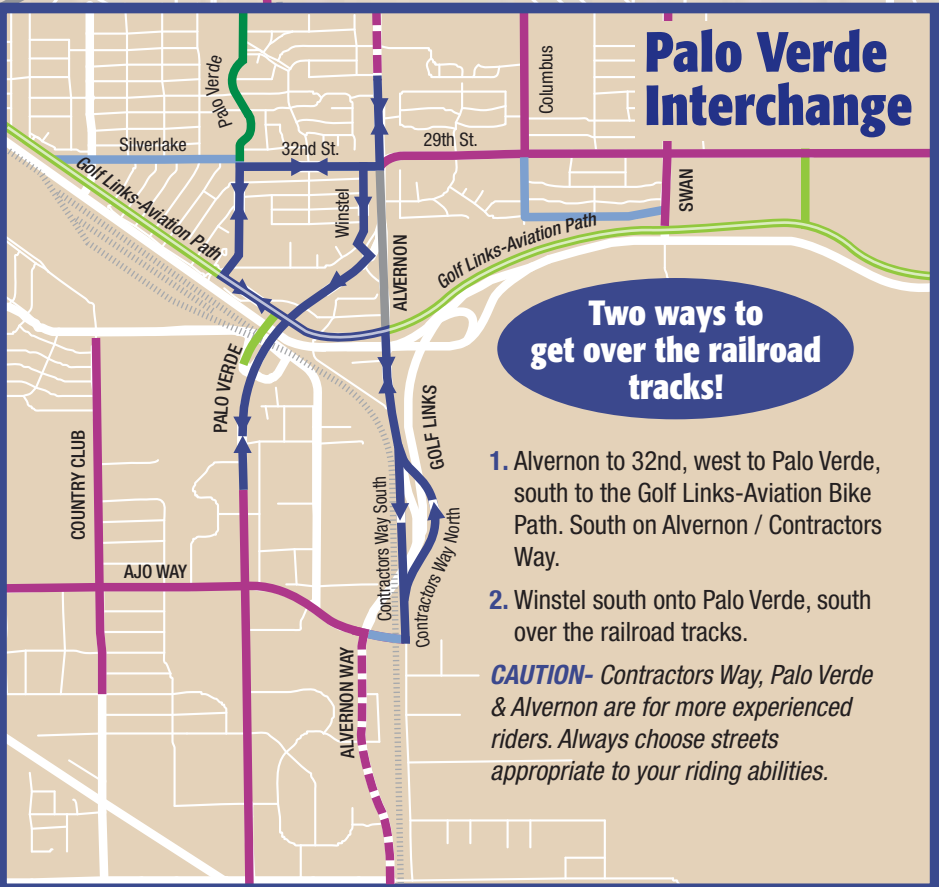 Palo Verde
Interchange
Palo Verde
Columbus
Silverlake
32nd St.
29th St.
Golf Links-Aviation Path
Winstel
SWAN
ALVERNON
Golf Links-Aviation Path
Two ways to
get over the railroad
tracks!
PALO VERDE
GOLF LINKS
COUNTRY CLUB
Contractors Way South
Contractors Way North
AJO WAY
ALVERNON WAY
1. Alvernon to 32nd, west to Palo Verde,
south to the Golf Links-Aviation Bike
Path. South on Alvernon / Contractors
Way.
2. Winstel south onto Palo Verde, south
over the railroad tracks.
CAUTION- Contractors Way, Palo Verde
& Alvernon are for more experienced
riders. Always choose streets
appropriate to your riding abilities.